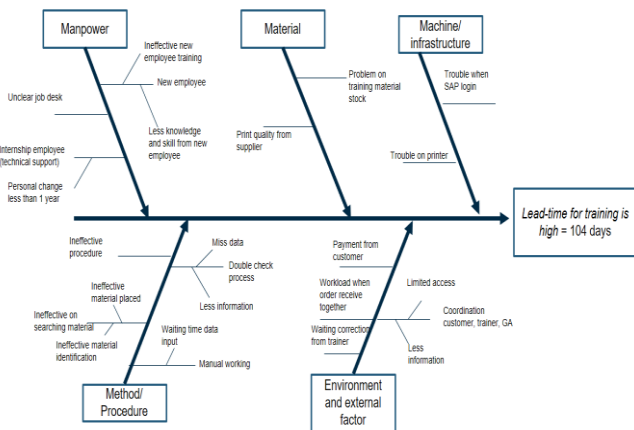 Manpower
Material
Machine/
infrastructure
Ineffective new
employee training
New employee
Unclear job desk
Less knowledge
and skill from new
employee
Internship employee
(technical support)
Personal change
less than 1 year
Problem on
training material
stock
Print quality from
supplier
Trouble when
SAP login
Trouble on printer
Lead-time for training is
high = 104 days
Ineffective
procedure
Miss data
Double check
process
Less information
Ineffective
material placed
Ineffective on
searching material
Ineffective material
identification
Waiting time data
input
Manual working
Method/
Procedure
Payment from
customer
Workload when
order receive
together
Waiting correction
from trainer
Limited access
Coordination
customer, trainer, GA
Less
information
Environment
and external
factor